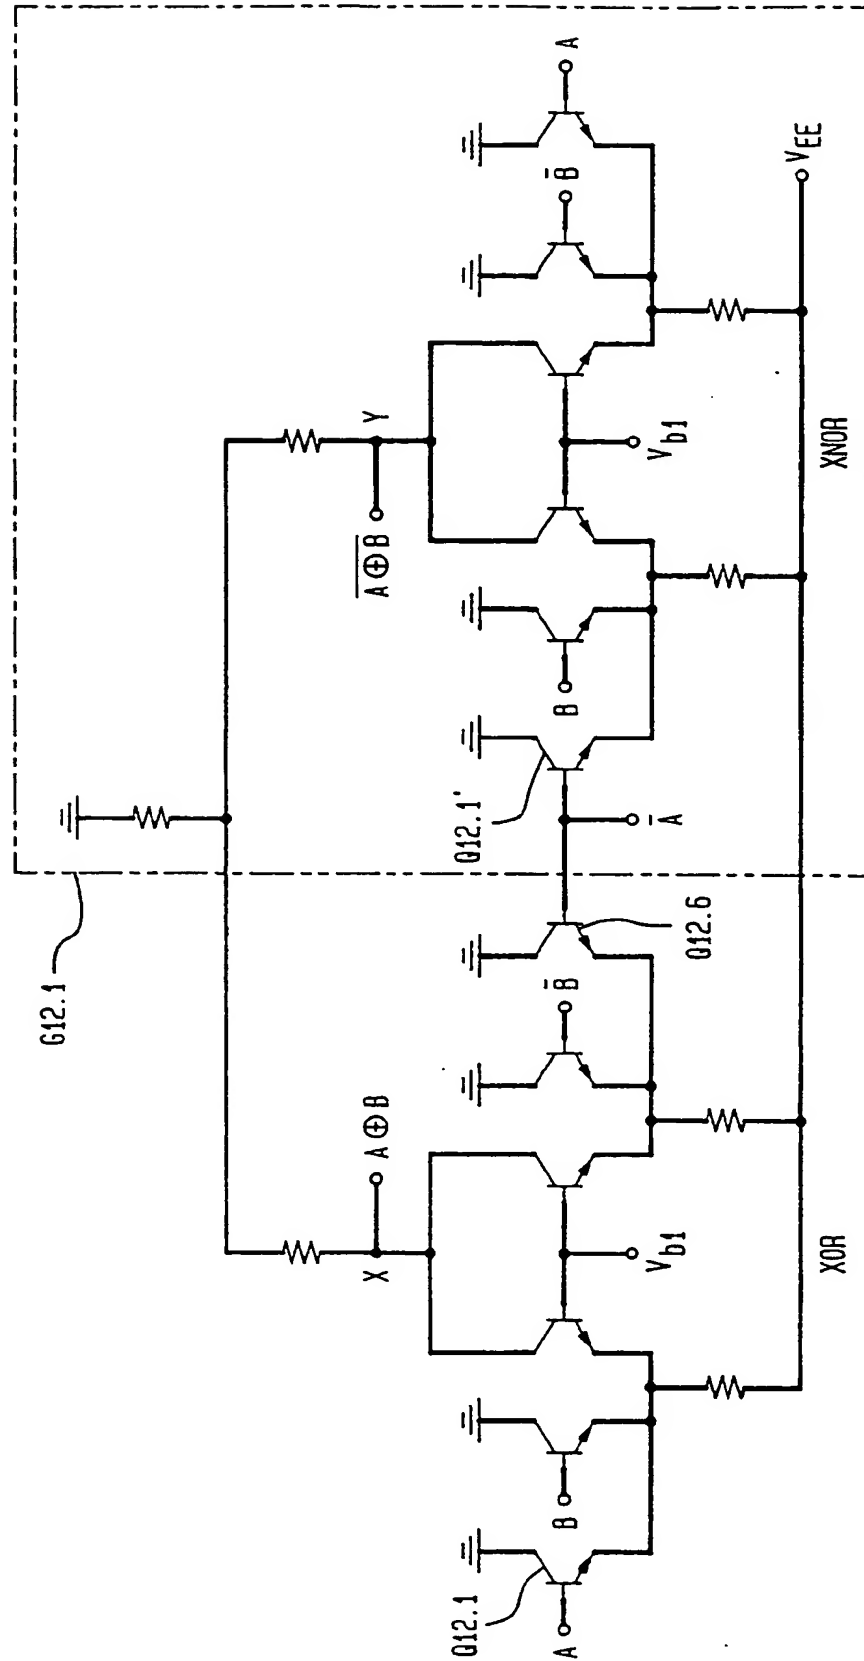 G12.1
X
A ⊕ B
A̅ ̅⊕̅ ̅B̅
Y
Q12.1
A
B
V_b1
B̅
Q12.6
A̅
Q12.1'
B
V_b1
B̅
A
XOR
XNOR
V_EE